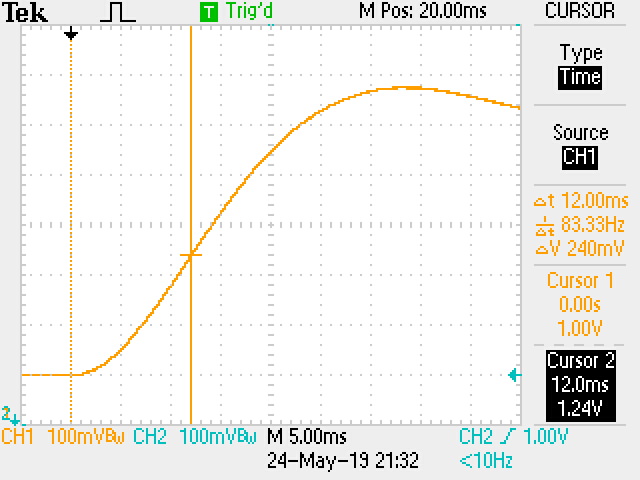 Tek T Trig'd M Pos: 20.00ms CURSOR
Type
Time
Source
CH1
Δt 12.00ms
1/Δt 83.33Hz
ΔV 240mV
Cursor 1
0.00s
1.00V
Cursor 2
12.0ms
1.24V
2
CH1 100mVBw CH2 100mVBw M 5.00ms CH2 1.00V
24-May-19 21:32 <10Hz